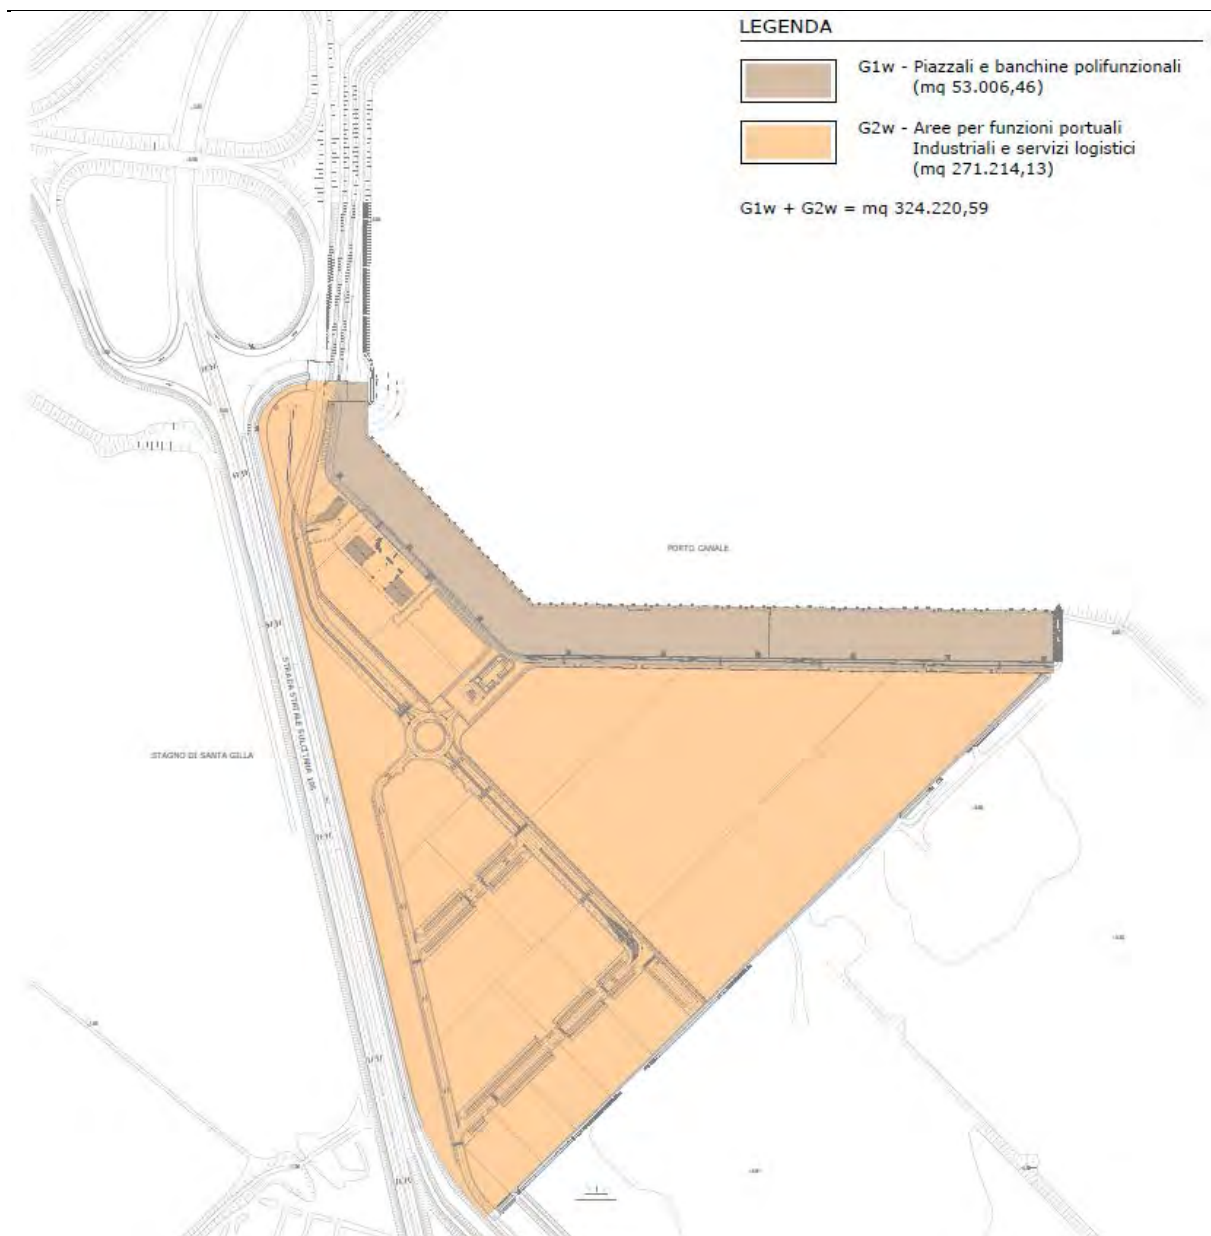 LEGENDA
G1w - Piazzali e banchine polifunzionali
(mq 53.006,46)
G2w - Aree per funzioni portuali
Industriali e servizi logistici
(mq 271.214,13)
G1w + G2w = mq 324.220,59
PORTO CANALE
STAGNO DI SANTA GILLA
STRADA STATALE SULCITANA 195